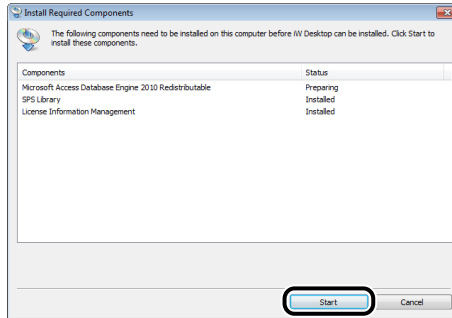 Install Required Components
The following components need to be installed on this computer before iW Desktop can be installed. Click Start to
install these components.
Components Status
Microsoft Access Database Engine 2010 Redistributable Preparing
SPS Library Installed
License Information Management Installed
Start Cancel